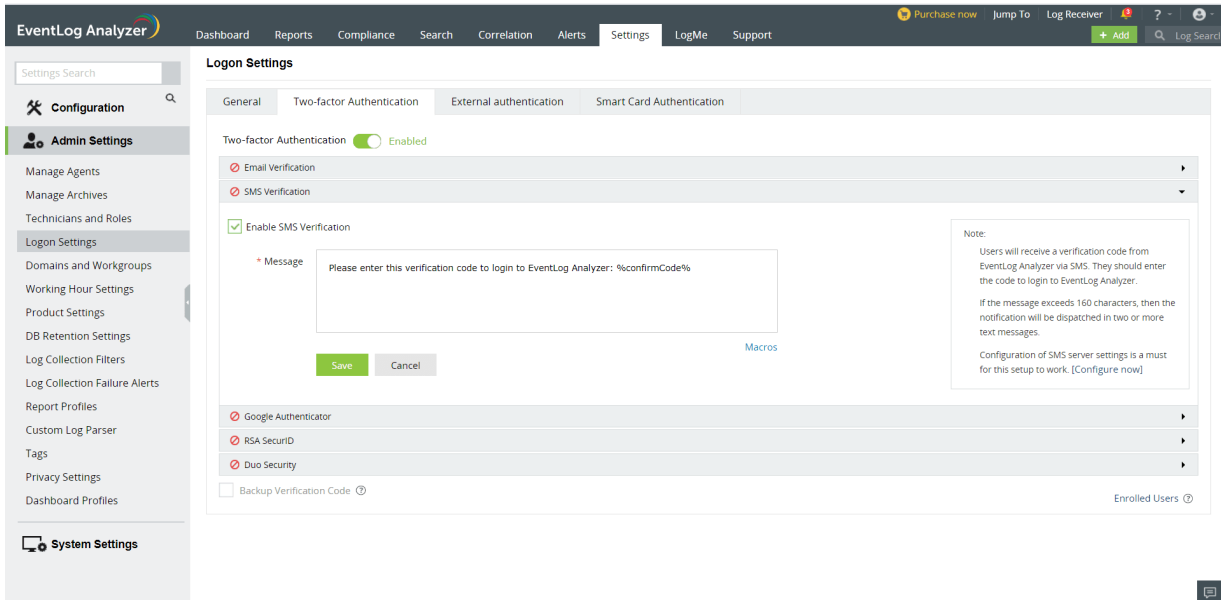 EventLog Analyzer
Purchase now Jump To Log Receiver 3 ?
Dashboard Reports Compliance Search Correlation Alerts Settings LogMe Support
+ Add Log Search
Settings Search
Configuration
Admin Settings
Manage Agents
Manage Archives
Technicians and Roles
Logon Settings
Domains and Workgroups
Working Hour Settings
Product Settings
DB Retention Settings
Log Collection Filters
Log Collection Failure Alerts
Report Profiles
Custom Log Parser
Tags
Privacy Settings
Dashboard Profiles
System Settings
Logon Settings
General Two-factor Authentication External authentication Smart Card Authentication
Two-factor Authentication Enabled
Email Verification
SMS Verification
Enable SMS Verification
* Message
Please enter this verification code to login to EventLog Analyzer: %confirmCode%
Macros
Save Cancel
Note:
Users will receive a verification code from
EventLog Analyzer via SMS. They should enter
the code to login to EventLog Analyzer.
If the message exceeds 160 characters, then the
notification will be dispatched in two or more
text messages.
Configuration of SMS server settings is a must
for this setup to work. [Configure now]
Google Authenticator
RSA SecurID
Duo Security
Backup Verification Code ?
Enrolled Users ?